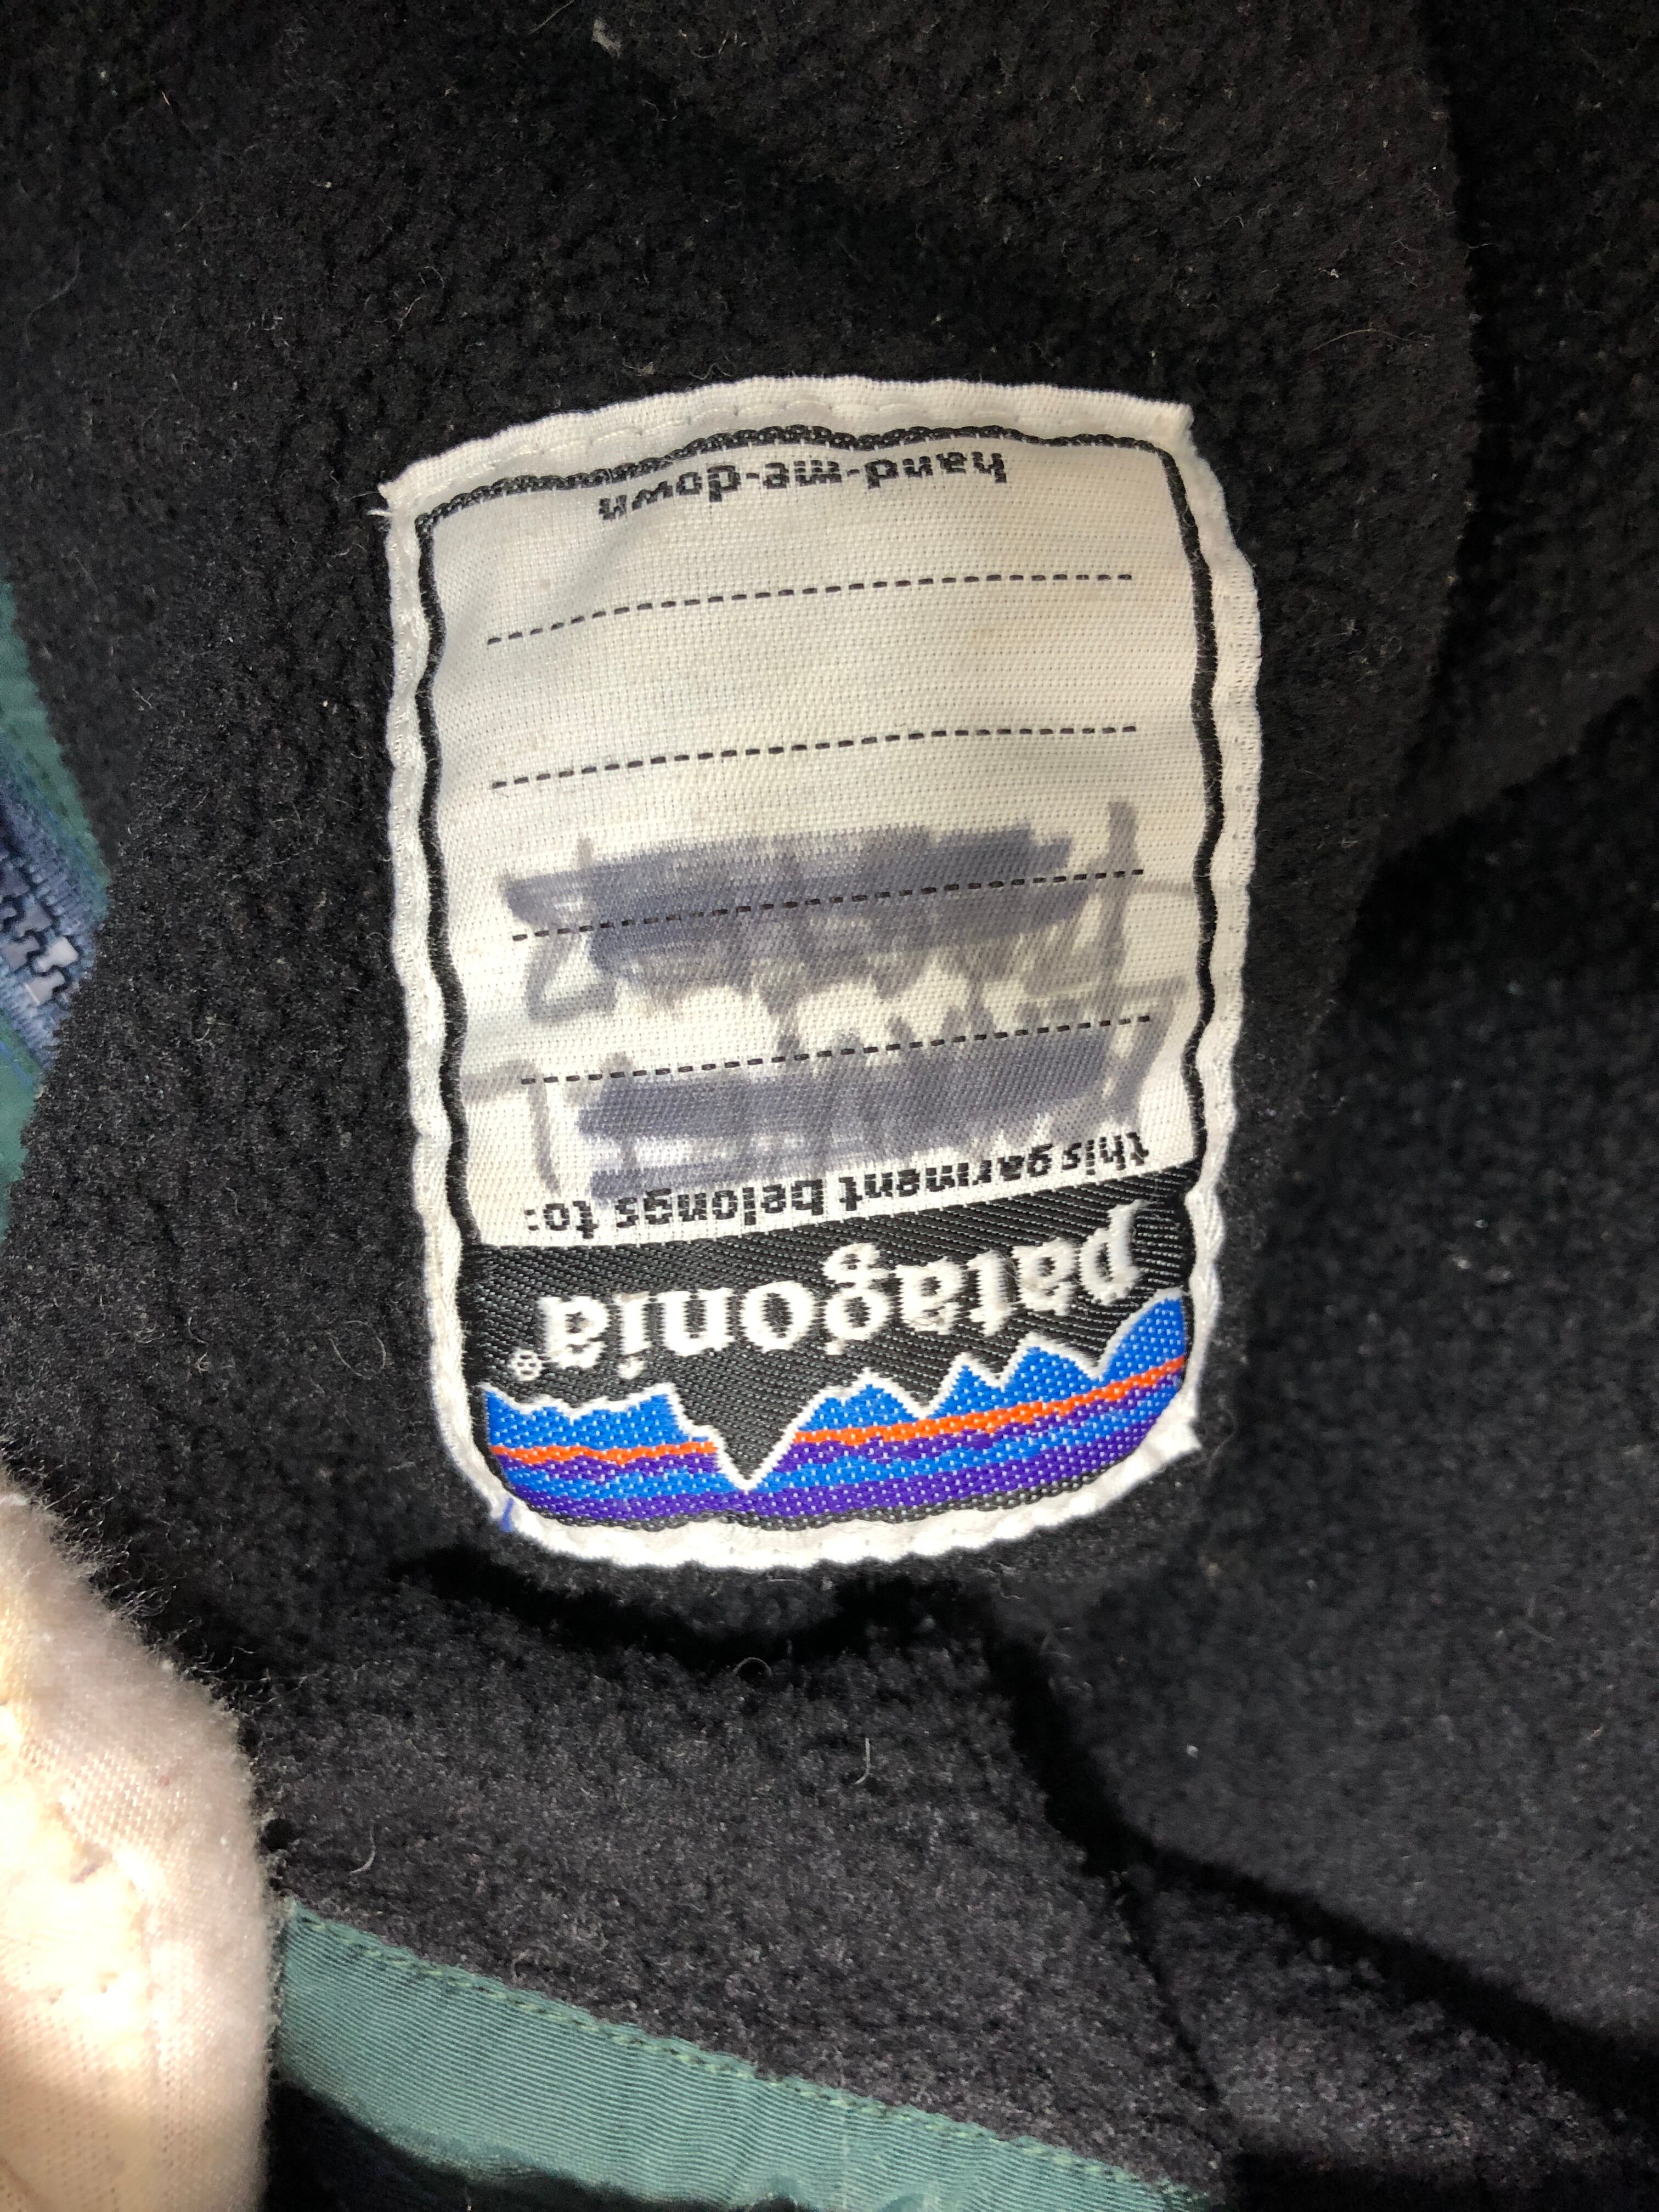 patagonia®
this garment belongs to:
hand-me-down